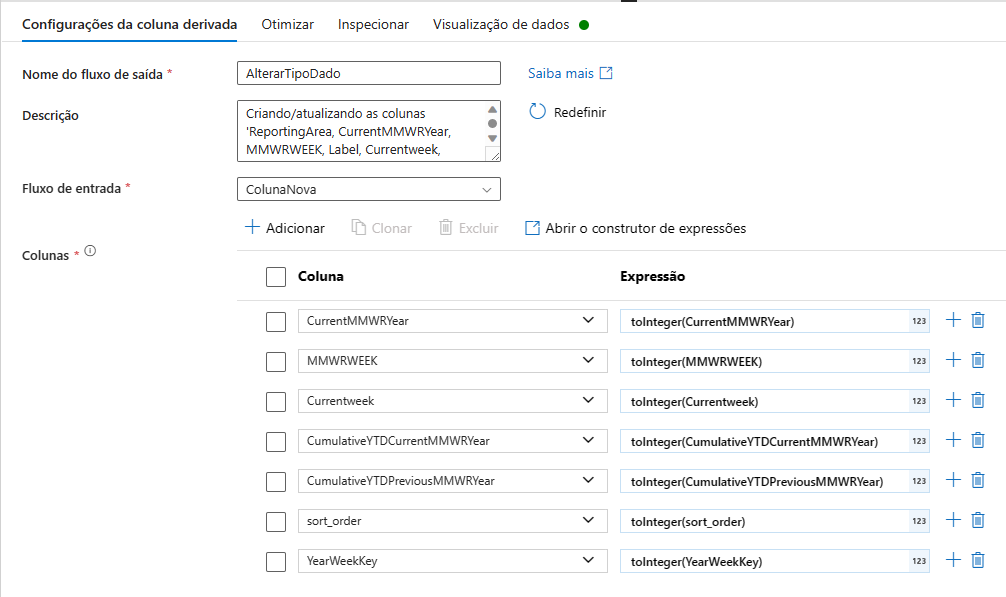 Configurações da coluna derivada Otimizar Inspecionar Visualização de dados
Nome do fluxo de saída * AlterarTipoDado Saiba mais
Descrição Criando/atualizando as colunas 'ReportingArea, CurrentMMWRYear, MMWRWEEK, Label, Currentweek, Redefinir
Fluxo de entrada * ColunaNova
Adicionar Clonar Excluir Abrir o construtor de expressões
Colunas *
Coluna Expressão
CurrentMMWRYear toInteger(CurrentMMWRYear) 123
MMWRWEEK toInteger(MMWRWEEK) 123
Currentweek toInteger(Currentweek) 123
CumulativeYTDCurrentMMWRYear toInteger(CumulativeYTDCurrentMMWRYear) 123
CumulativeYTDPreviousMMWRYear toInteger(CumulativeYTDPreviousMMWRYear) 123
sort_order toInteger(sort_order) 123
YearWeekKey toInteger(YearWeekKey) 123